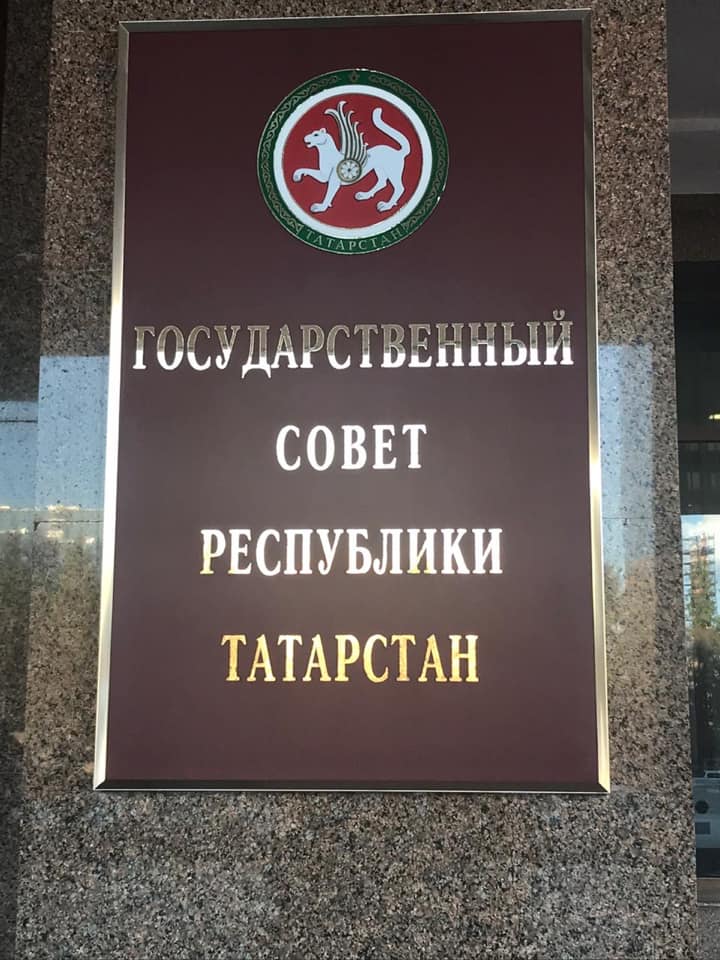 ТАТАРСТАН
ГОСУДАРСТВЕННЫЙ
СОВЕТ
РЕСПУБЛИКИ
ТАТАРСТАН